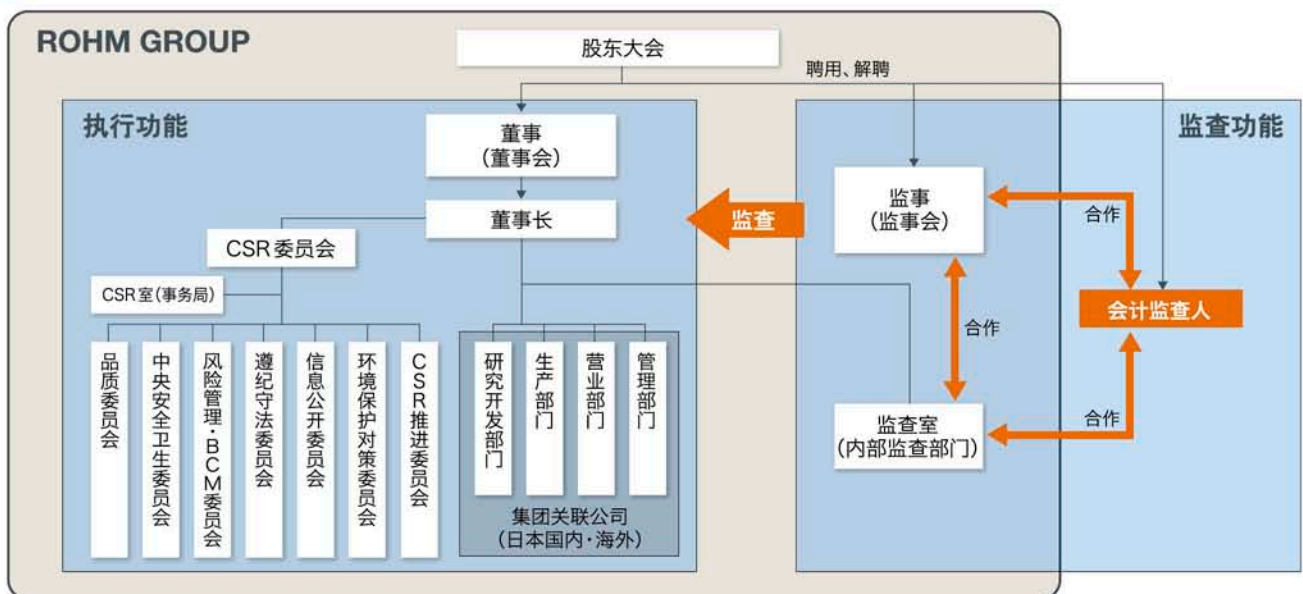 ROHM GROUP
股东大会
聘用、解聘
执行功能
监查功能
董事
(董事会)
监事
(监事会)
董事长
监查
合作
CSR委员会
CSR室(事务局)
会计监查人
合作
品质委员会
中央安全卫生委员会
风险管理·BCM委员会
遵纪守法委员会
信息公开委员会
环境保护对策委员会
CSR推进委员会
研究开发部门
生产部门
营业部门
管理部门
监查室
(内部监查部门)
合作
集团关联公司
(日本国内·海外)